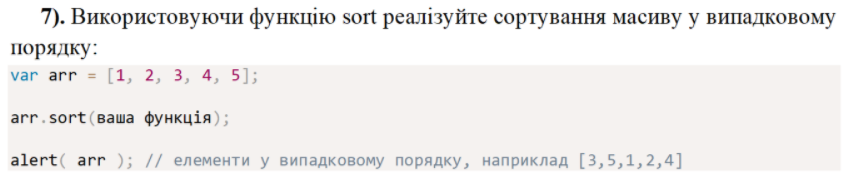 7). Використовуючи функцію sort реалізуйте сортування масиву у випадковому
порядку:
var arr = [1, 2, 3, 4, 5];
arr.sort(ваша функція);
alert( arr ); // елементи у випадковому порядку, наприклад [3,5,1,2,4]